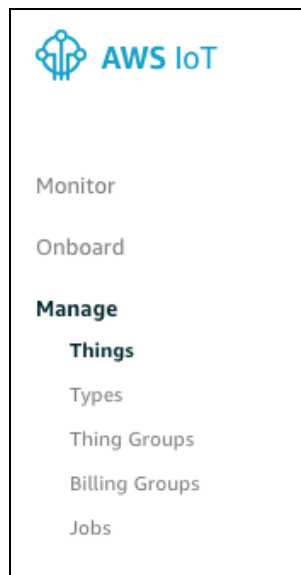 AWS IoT
Monitor
Onboard
Manage
Things
Types
Thing Groups
Billing Groups
Jobs